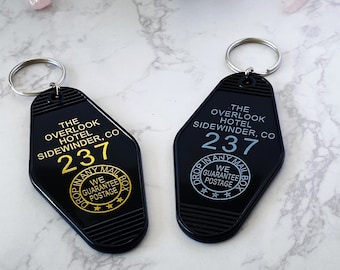 THE
OVERLOOK
HOTEL
SIDEWINDER, CO
237
DROP IN ANY MAIL BOX
WE
GUARANTEE
POSTAGE
THE
OVERLOOK
HOTEL
SIDEWINDER, CO
237
DROP IN ANY MAIL BOX
WE
GUARANTEE
POSTAGE